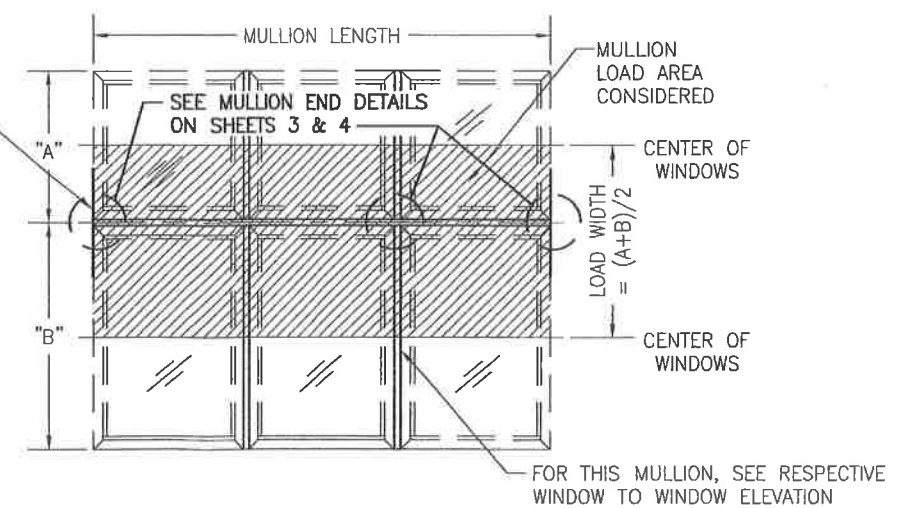 MULLION LENGTH
MULLION
LOAD AREA
CONSIDERED
SEE MULLION END DETAILS
ON SHEETS 3 & 4
"A"
CENTER OF
WINDOWS
LOAD WIDTH
= (A+B)/2
"B"
CENTER OF
WINDOWS
FOR THIS MULLION, SEE RESPECTIVE
WINDOW TO WINDOW ELEVATION